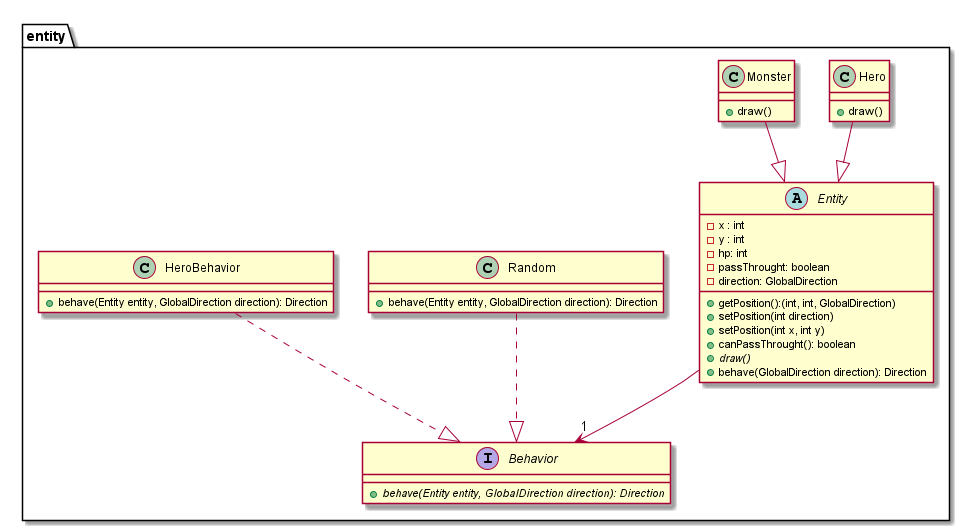 entity
C Monster
draw()
C Hero
draw()
A Entity
x : int
y : int
hp: int
passThrought: boolean
direction: GlobalDirection
getPosition():(int, int, GlobalDirection)
setPosition(int direction)
setPosition(int x, int y)
canPassThrought(): boolean
draw()
behave(GlobalDirection direction): Direction
C HeroBehavior
behave(Entity entity, GlobalDirection direction): Direction
C Random
behave(Entity entity, GlobalDirection direction): Direction
1
I Behavior
behave(Entity entity, GlobalDirection direction): Direction